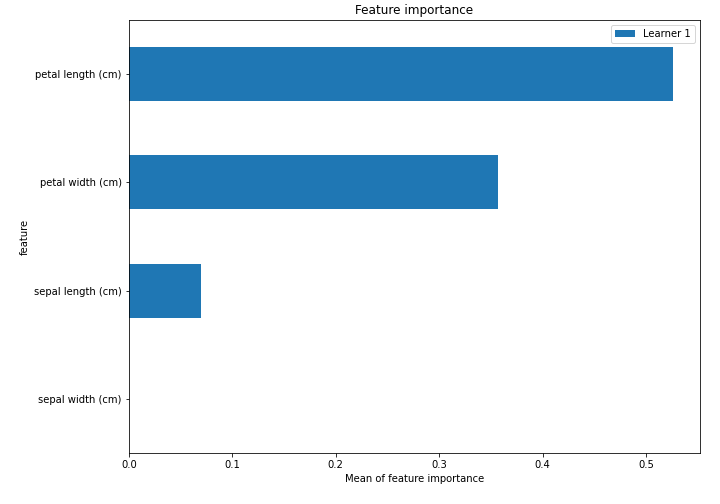 Feature importance
Learner 1
petal length (cm)
petal width (cm)
feature
sepal length (cm)
sepal width (cm)
0.0 0.1 0.2 0.3 0.4 0.5
Mean of feature importance